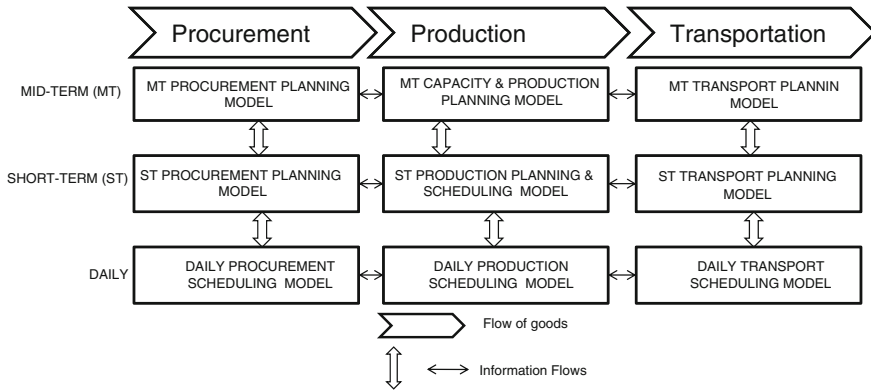 Procurement
Production
Transportation
MID-TERM (MT)
MT PROCUREMENT PLANNING
MODEL
MT CAPACITY & PRODUCTION
PLANNING MODEL
MT TRANSPORT PLANNIN
MODEL
SHORT-TERM (ST)
ST PROCUREMENT PLANNING
MODEL
ST PRODUCTION PLANNING &
SCHEDULING MODEL
ST TRANSPORT PLANNING
MODEL
DAILY
DAILY PROCUREMENT
SCHEDULING MODEL
DAILY PRODUCTION
SCHEDULING MODEL
DAILY TRANSPORT
SCHEDULING MODEL
Flow of goods
Information Flows